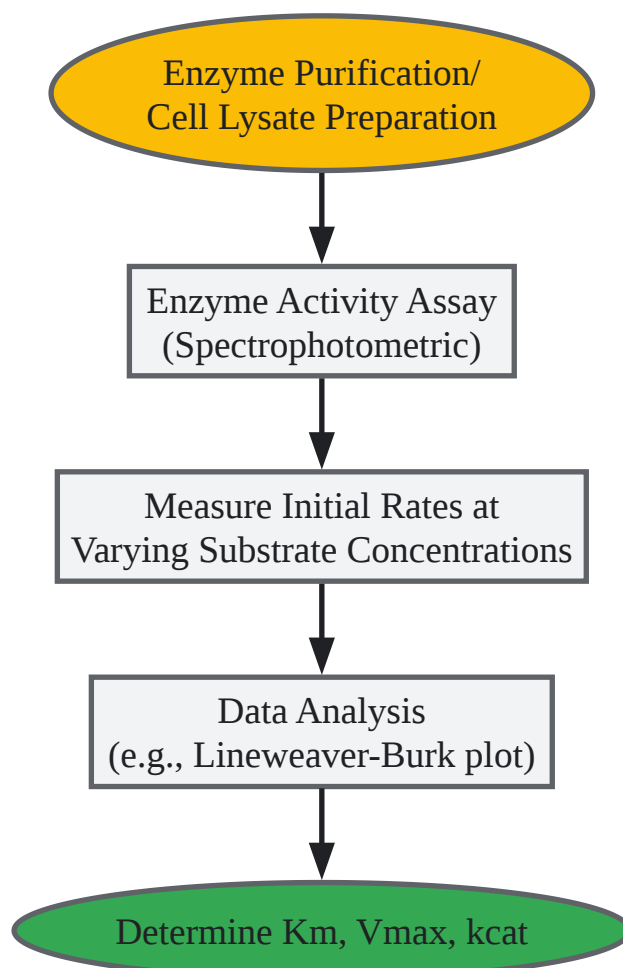 Enzyme Purification/
Cell Lysate Preparation
Enzyme Activity Assay
(Spectrophotometric)
Measure Initial Rates at
Varying Substrate Concentrations
Data Analysis
(e.g., Lineweaver-Burk plot)
Determine Km, Vmax, kcat